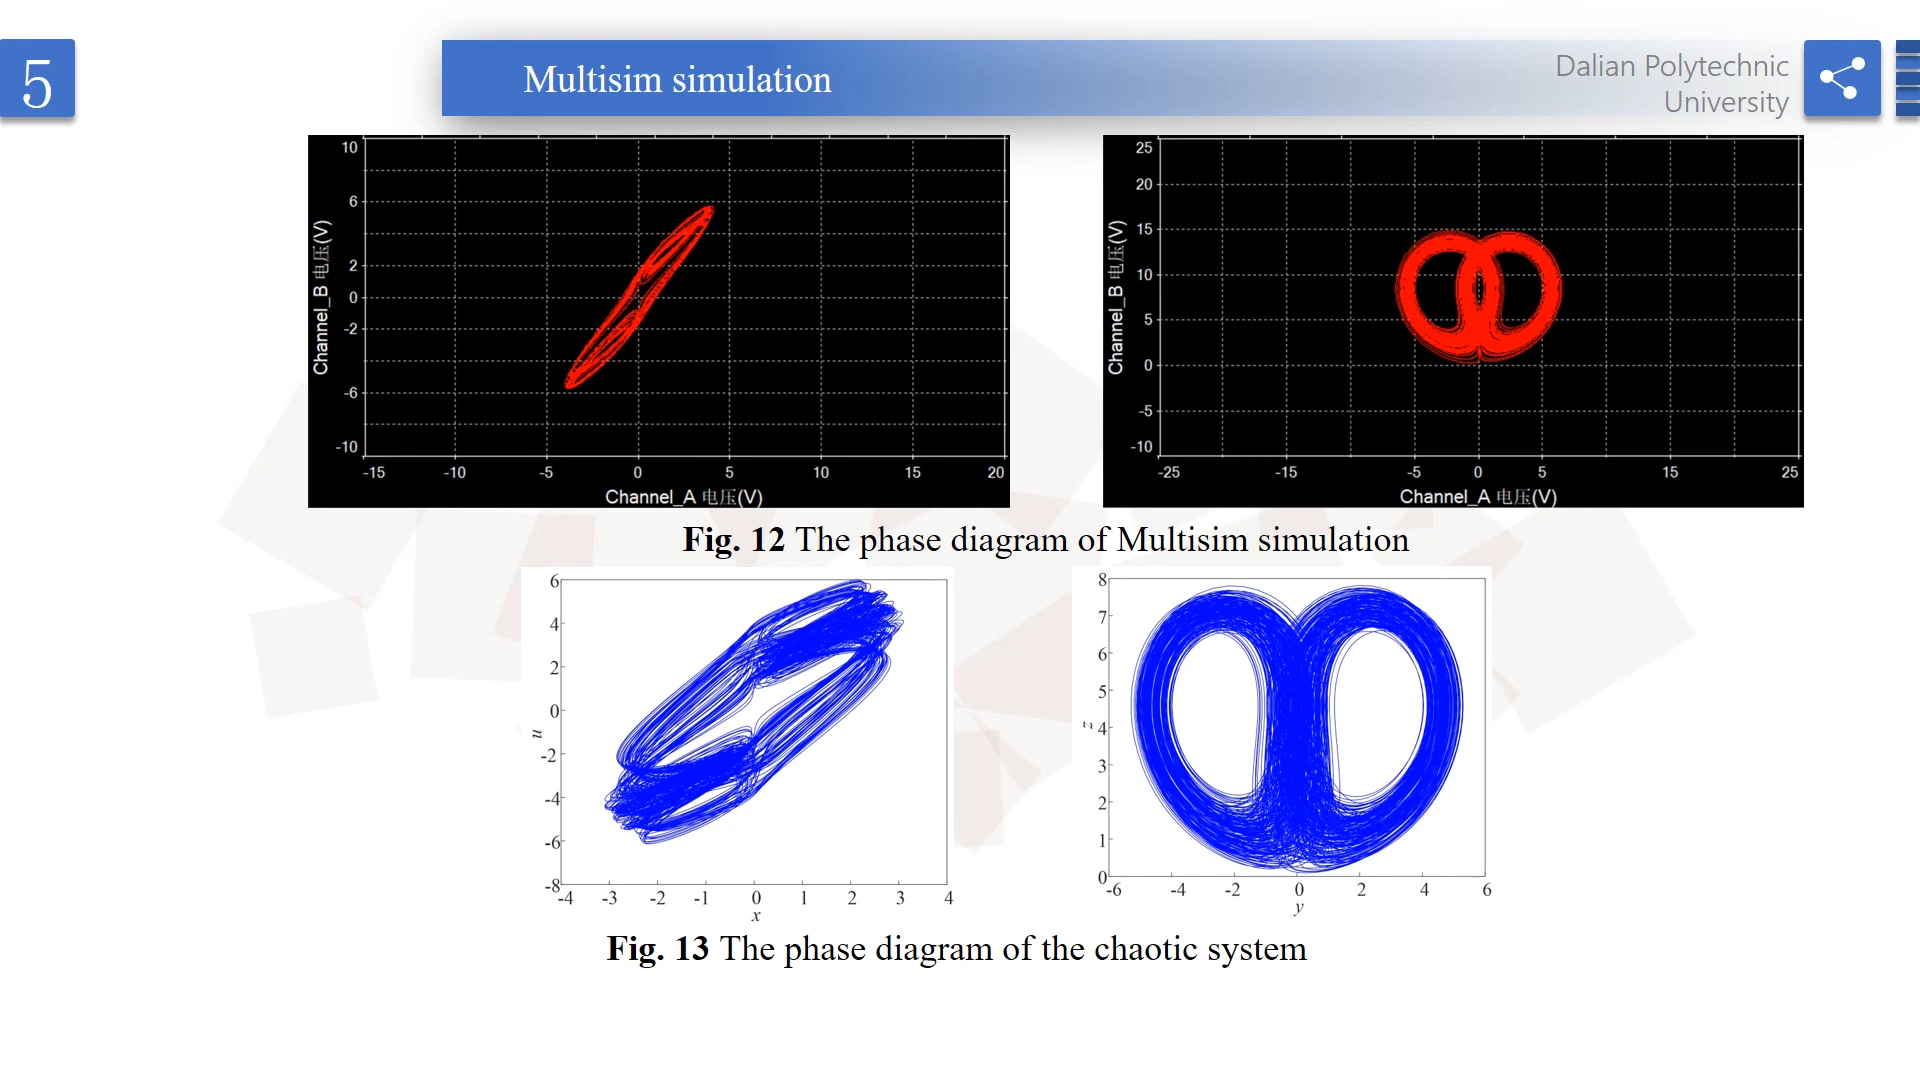 5
Multisim simulation
Dalian Polytechnic
University
10
6
2
0
-2
-6
-10
Channel_B 电压(V)
-15 -10 -5 0 5 10 15 20
Channel_A 电压(V)
25
20
15
10
5
0
-5
-10
Channel_B 电压(V)
-25 -15 -5 0 5 15 25
Channel_A 电压(V)
Fig. 12 The phase diagram of Multisim simulation
6
4
2
0
-2
-4
-6
-8
u
-4 -3 -2 -1 0 1 2 3 4
x
8
7
6
5
4
3
2
1
0
z
-6 -4 -2 0 2 4 6
y
Fig. 13 The phase diagram of the chaotic system